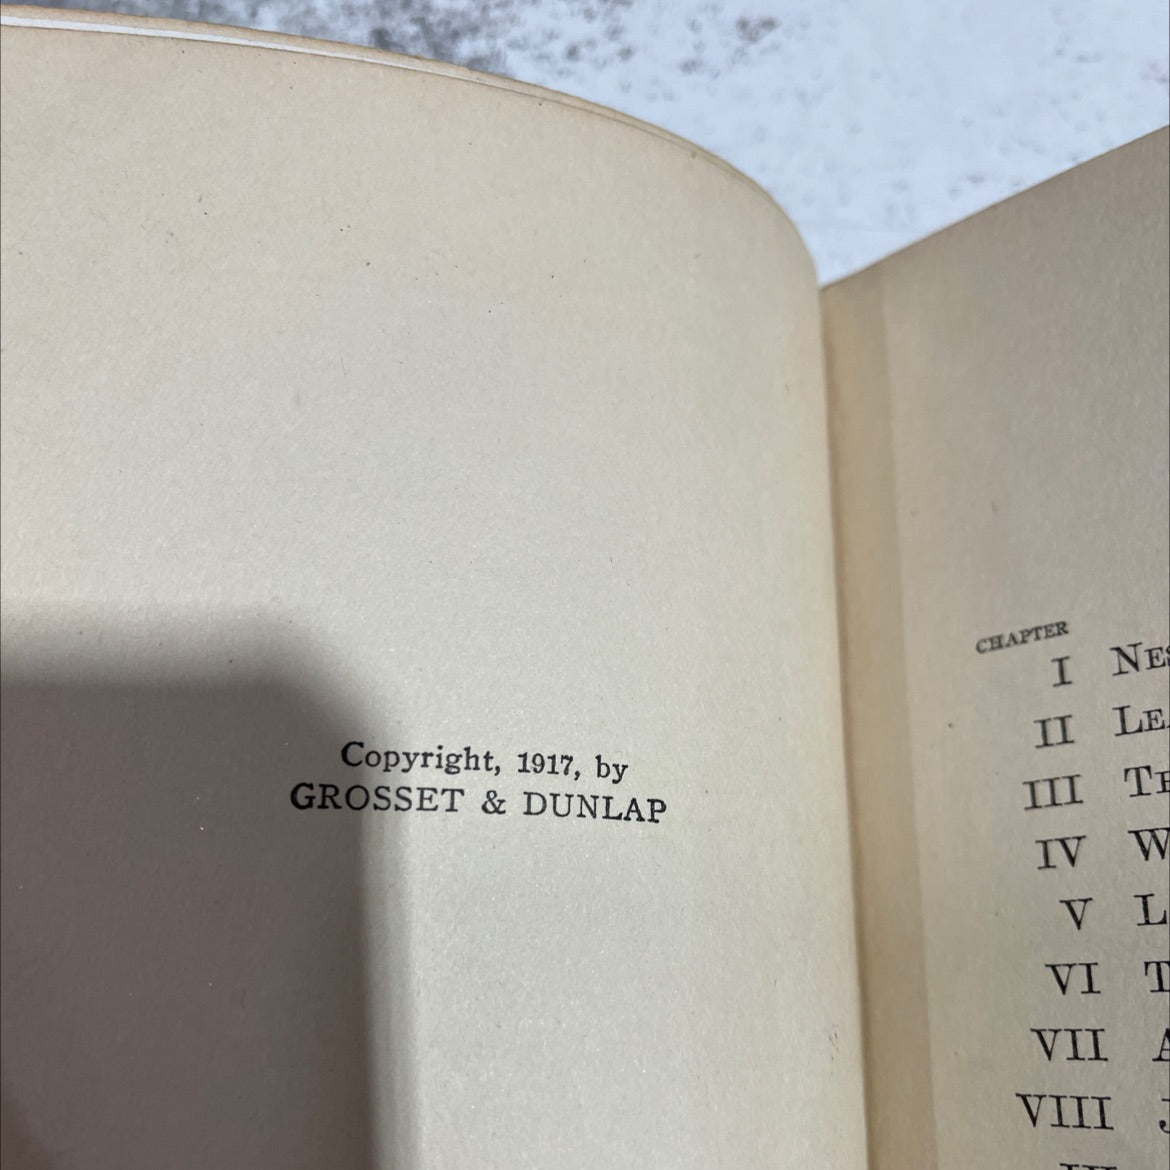 Copyright, 1917, by
GROSSET & DUNLAP
CHAPTER
I
II
III
IV
V
VI
VII
VIII